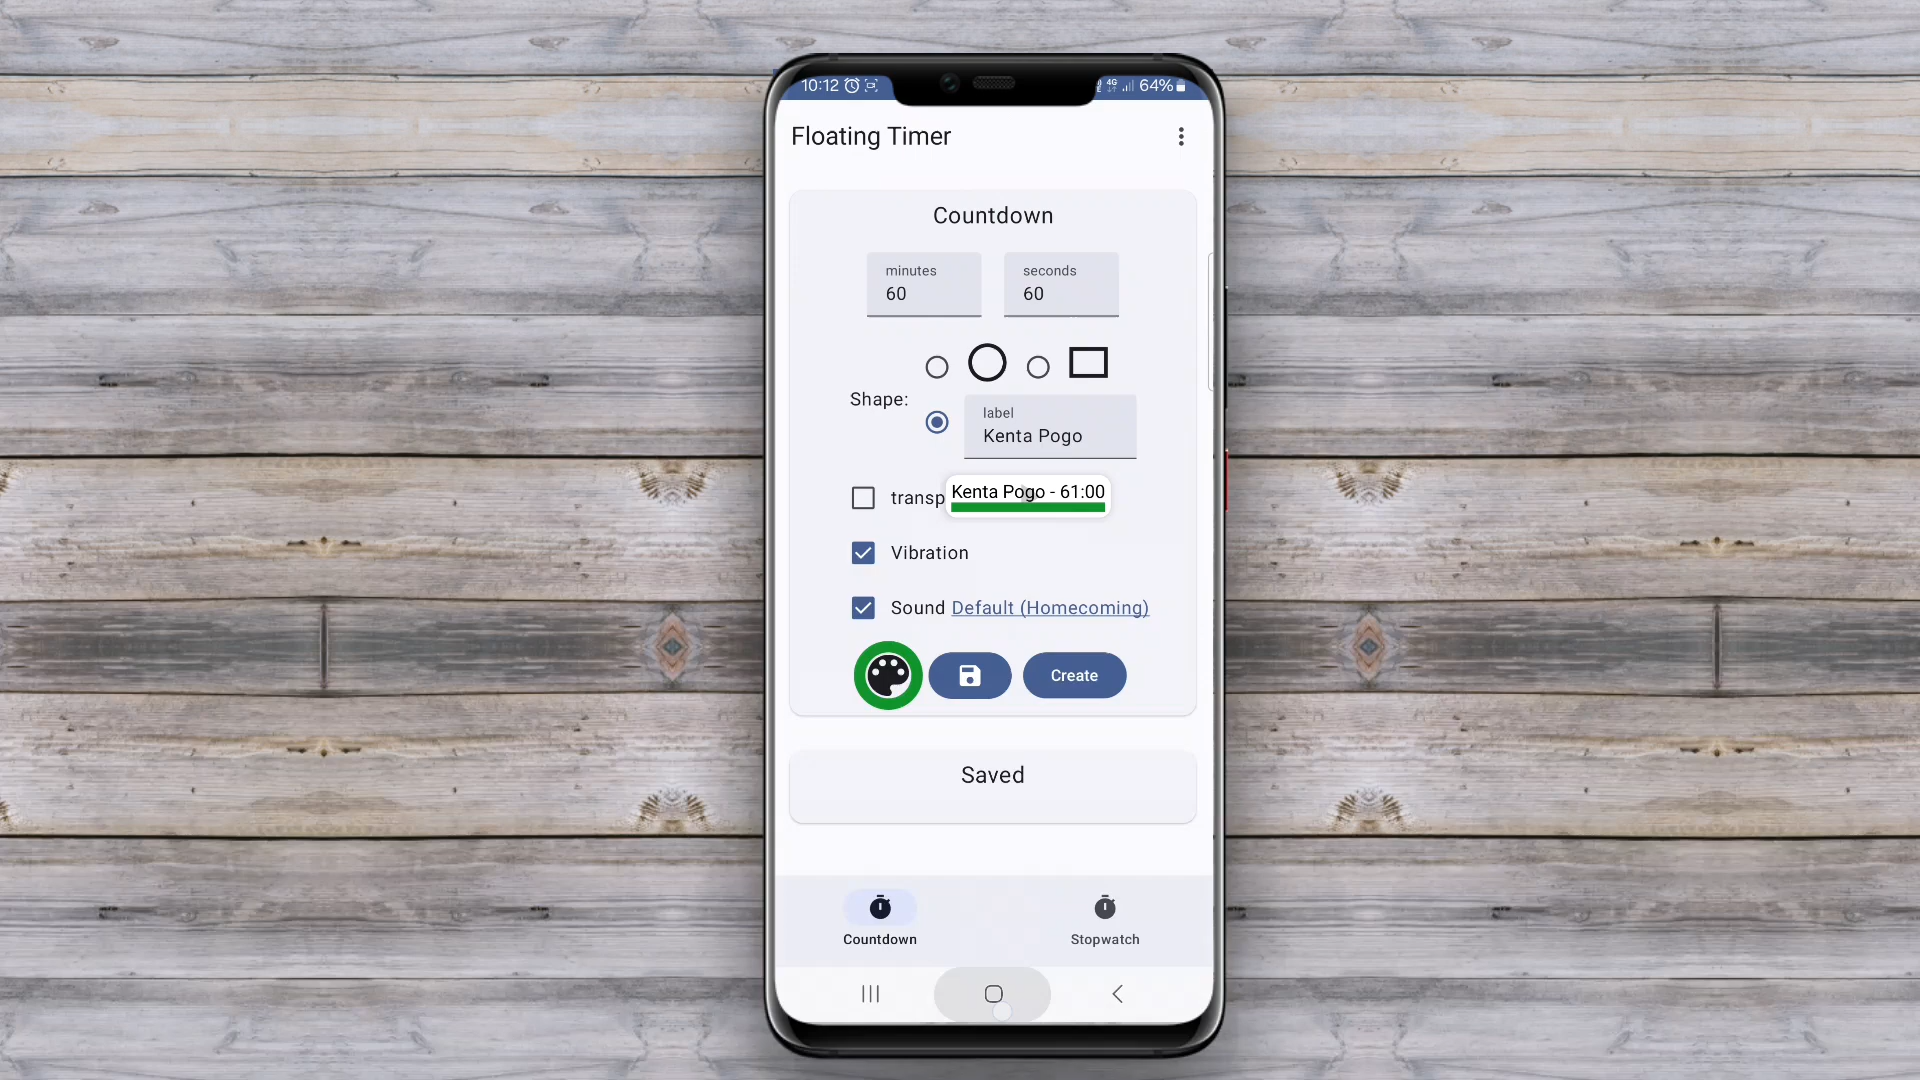 10:12 4G 64%
Floating Timer
Countdown
minutes seconds
60 60
Shape:
label
Kenta Pogo
transp
Kenta Pogo - 61:00
Vibration
Sound Default (Homecoming)
Create
Saved
Countdown Stopwatch